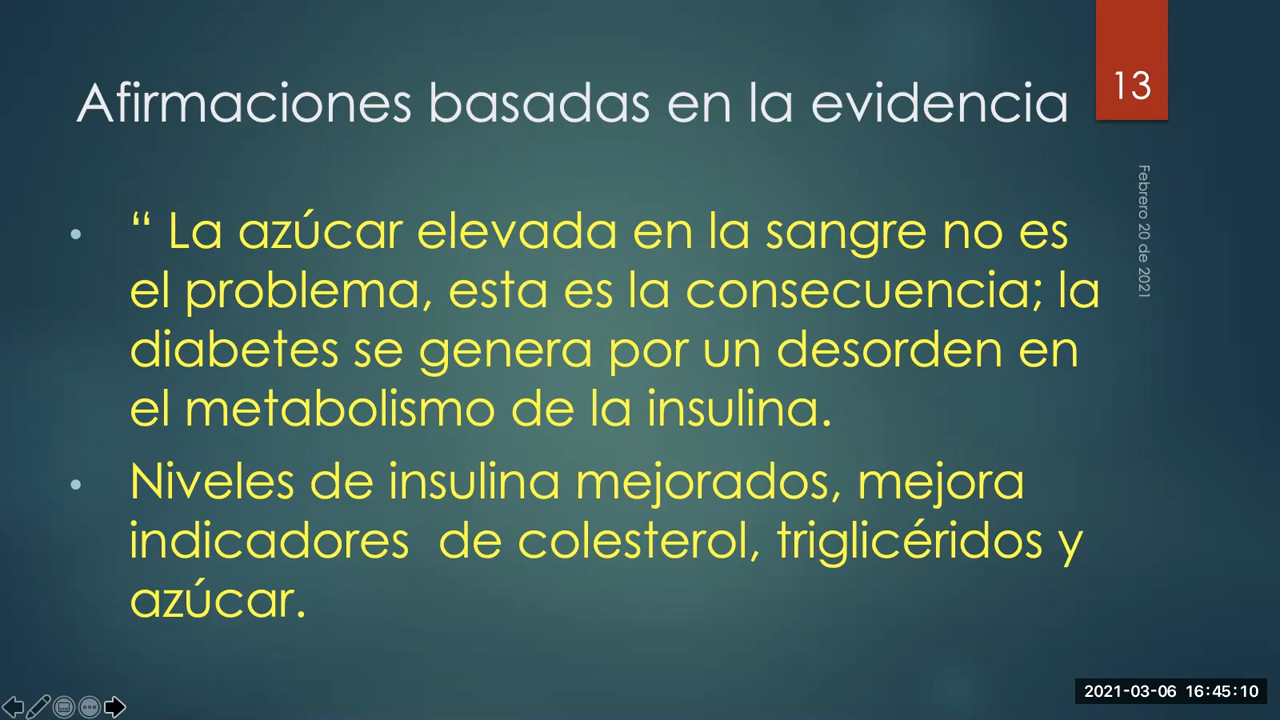 Afirmaciones basadas en la evidencia
13
Febrero 20 de 2021
• “ La azúcar elevada en la sangre no es
el problema, esta es la consecuencia; la
diabetes se genera por un desorden en
el metabolismo de la insulina.
• Niveles de insulina mejorados, mejora
indicadores  de colesterol, triglicéridos y
azúcar.
2021-03-06 16:45:10